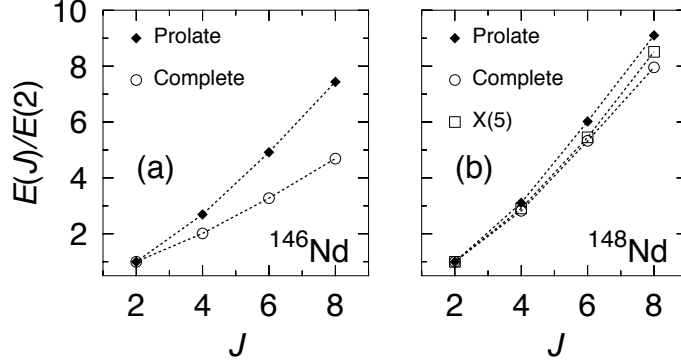 E(J)/E(2)
10
8
6
4
2
Prolate
Complete
(a)
¹⁴⁶Nd
2 4 6 8
J
Prolate
Complete
X(5)
(b)
¹⁴⁸Nd
2 4 6 8
J